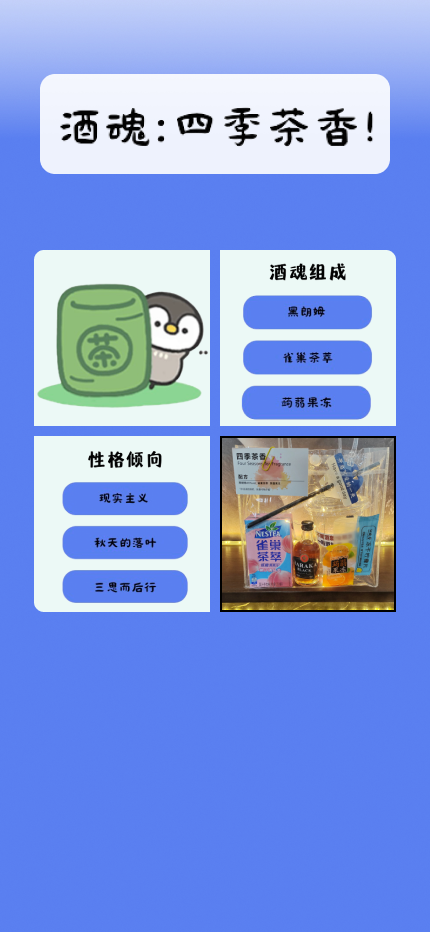 酒魂:四季茶香!
茶
酒魂组成
黑朗姆
雀巢茶萃
蒟蒻果冻
性格倾向
现实主义
秋天的落叶
三思而后行
四季茶香
Four Seasons Tea Fragrance
配方
NESTEA
雀巢
茶萃
BLACK